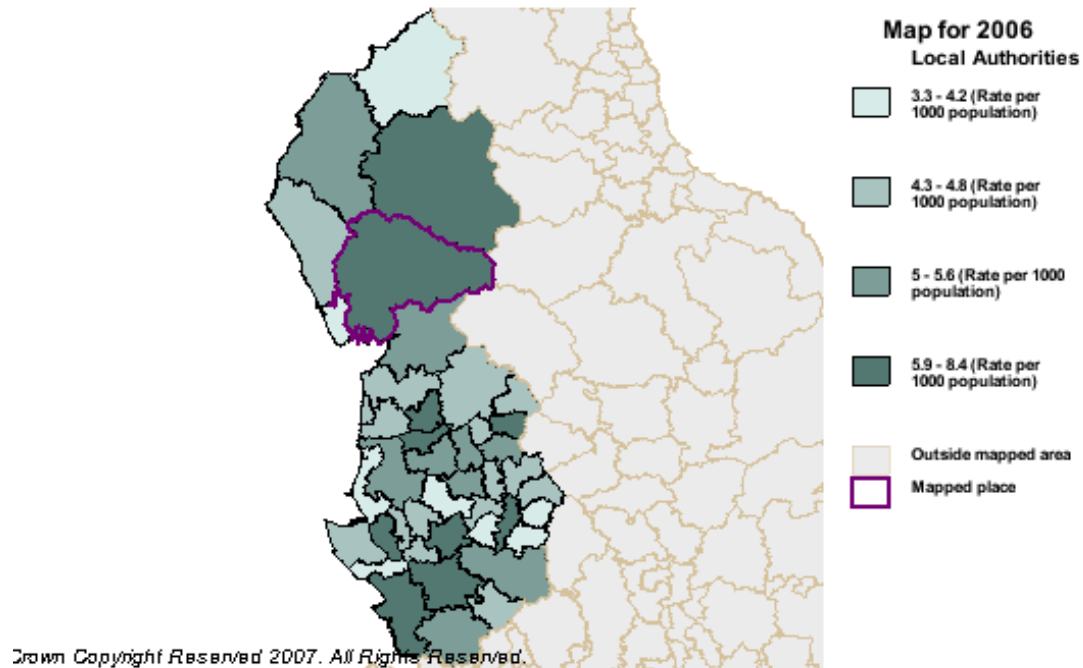 Map for 2006
Local Authorities
3.3 - 4.2 (Rate per
1000 population)
4.3 - 4.8 (Rate per
1000 population)
5 - 5.6 (Rate per 1000
population)
5.9 - 8.4 (Rate per
1000 population)
Outside mapped area
Mapped place
Crown Copyright Reserved 2007. All Rights Reserved.